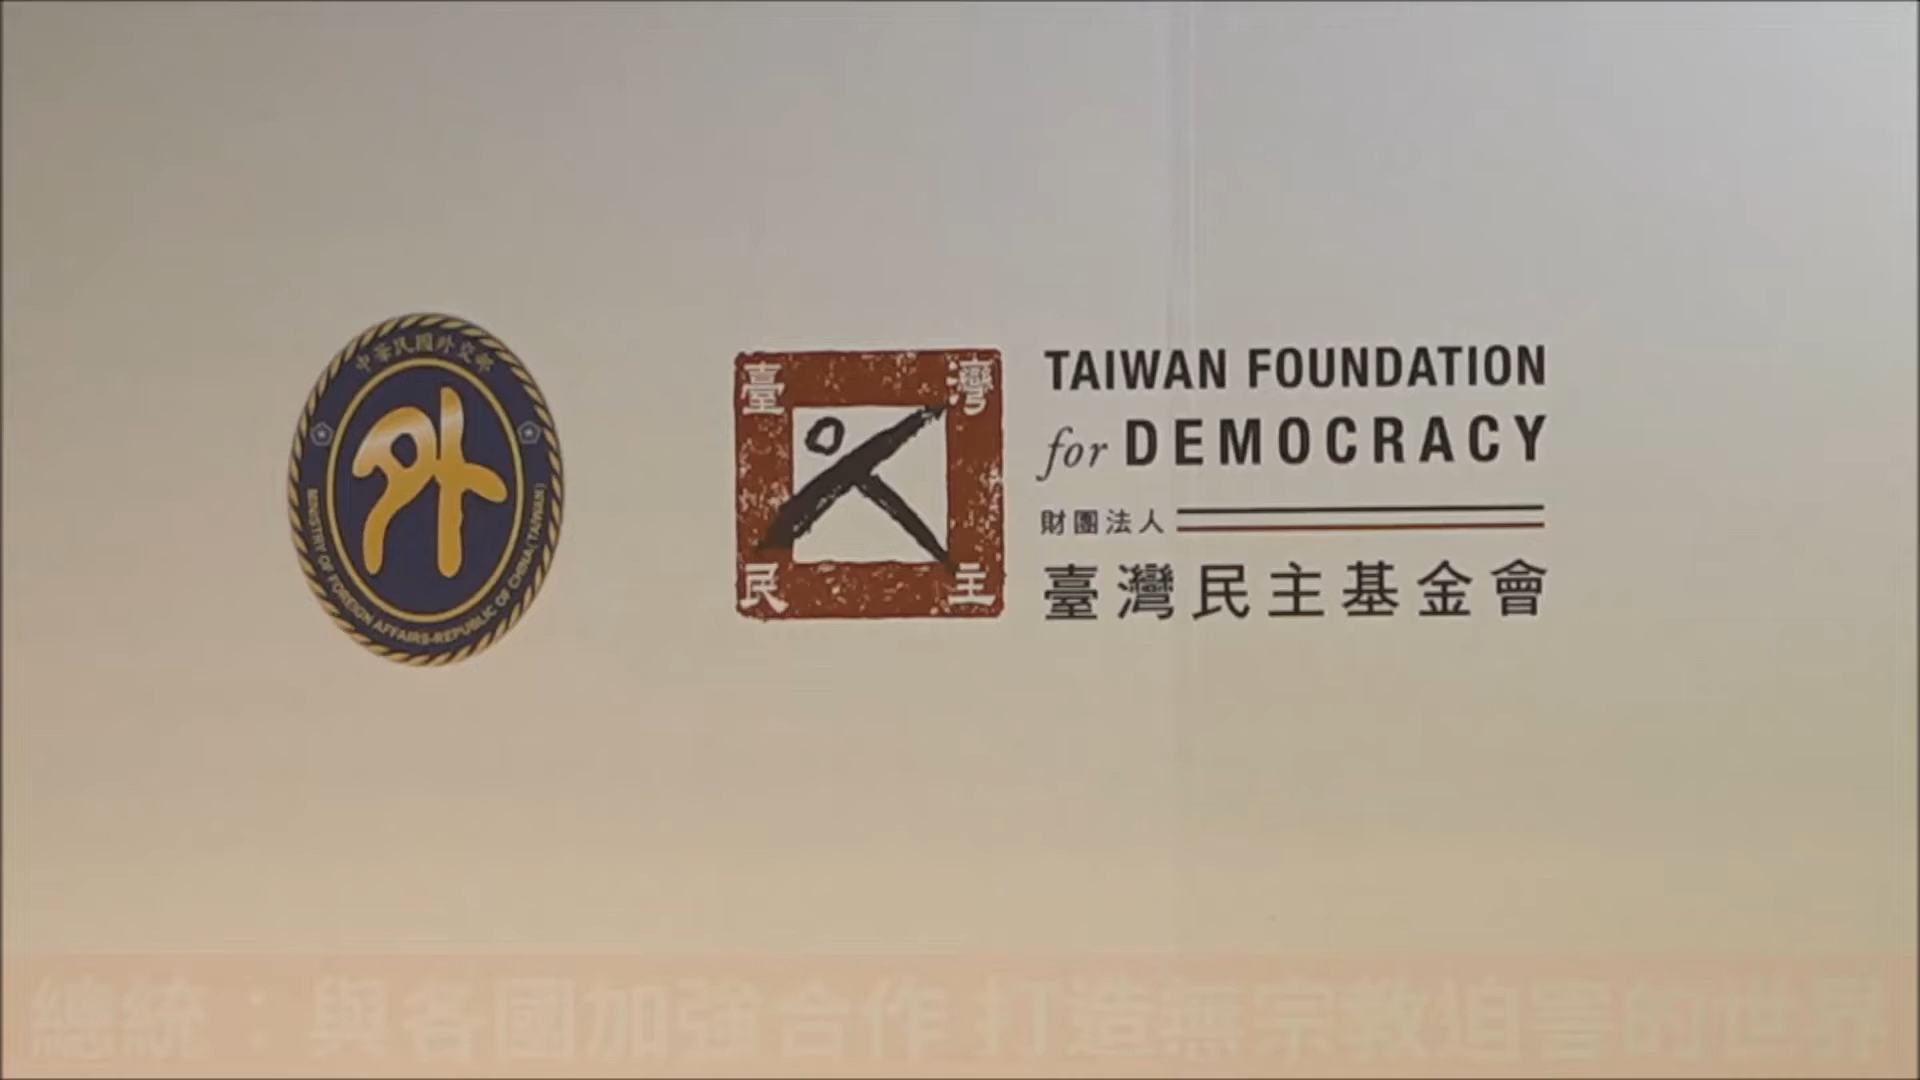 中華民國外交部
外
MINISTRY OF FOREIGN AFFAIRS-REPUBLIC OF CHINA(TAIWAN)
臺灣
民主
TAIWAN FOUNDATION
for DEMOCRACY
財團法人
臺灣民主基金會
總統：與各國加強合作 打造無宗教迫害的世界